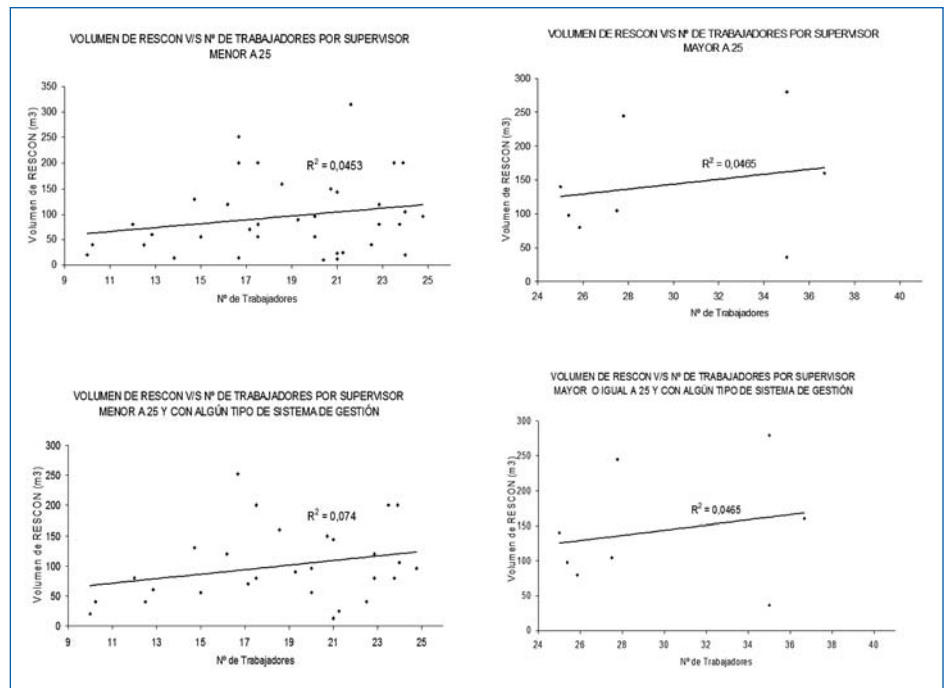 VOLUMEN DE RESCON V/S Nº DE TRABAJADORES POR SUPERVISOR
MENOR A 25
Volumen de RESCON (m3)
350
300
250
200
150
100
50
0
R² = 0,0453
9 11 13 15 17 19 21 23 25
Nº de Trabajadores
VOLUMEN DE RESCON V/S Nº DE TRABAJADORES POR SUPERVISOR
MAYOR A 25
Volumen de RESCON (m3)
300
250
200
150
100
50
0
R² = 0,0465
24 26 28 30 32 34 36 38 40
Nº de Trabajadores
VOLUMEN DE RESCON V/S Nº DE TRABAJADORES POR SUPERVISOR
MENOR A 25 Y CON ALGÚN TIPO DE SISTEMA DE GESTIÓN
Volumen de RESCON (m3)
300
250
200
150
100
50
0
R² = 0,074
9 11 13 15 17 19 21 23 25
Nº de Trabajadores
VOLUMEN DE RESCON V/S Nº DE TRABAJADORES POR SUPERVISOR
MAYOR O IGUAL A 25 Y CON ALGÚN TIPO DE SISTEMA DE GESTIÓN
Volumen de RESCON (m3)
300
250
200
150
100
50
0
R² = 0,0465
24 26 28 30 32 34 36 38 40
Nº de Trabajadores